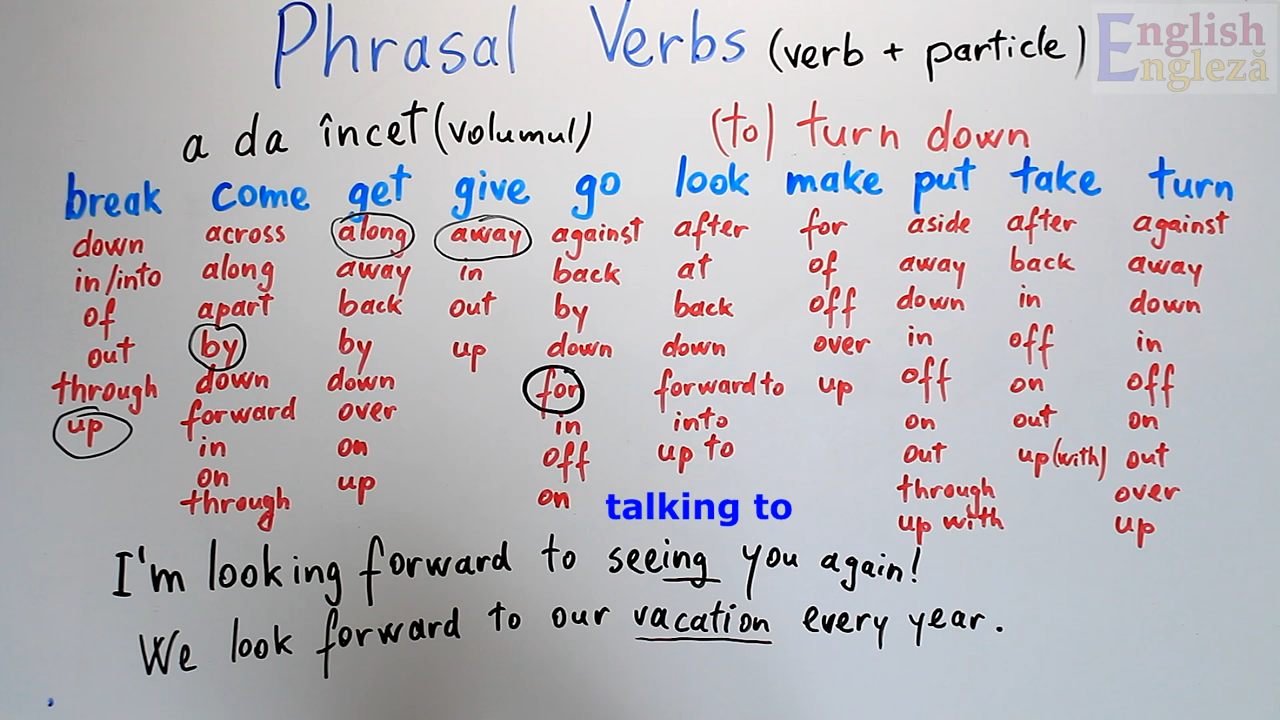 Phrasal Verbs (verb + particle)
English
Engleză
a da încet (volumul) (to) turn down
break come get give go look make put take turn
down across along away against after for aside after against
in/into along away in back at of away back away
of apart back out by back off down in down
out by by up down down over in off in
through down down for forward to up off on off
up forward over in into on out on
in on off up to out up(with) out
on up on through over
through up with up
talking to
I'm looking forward to seeing you again!
We look forward to our vacation every year.